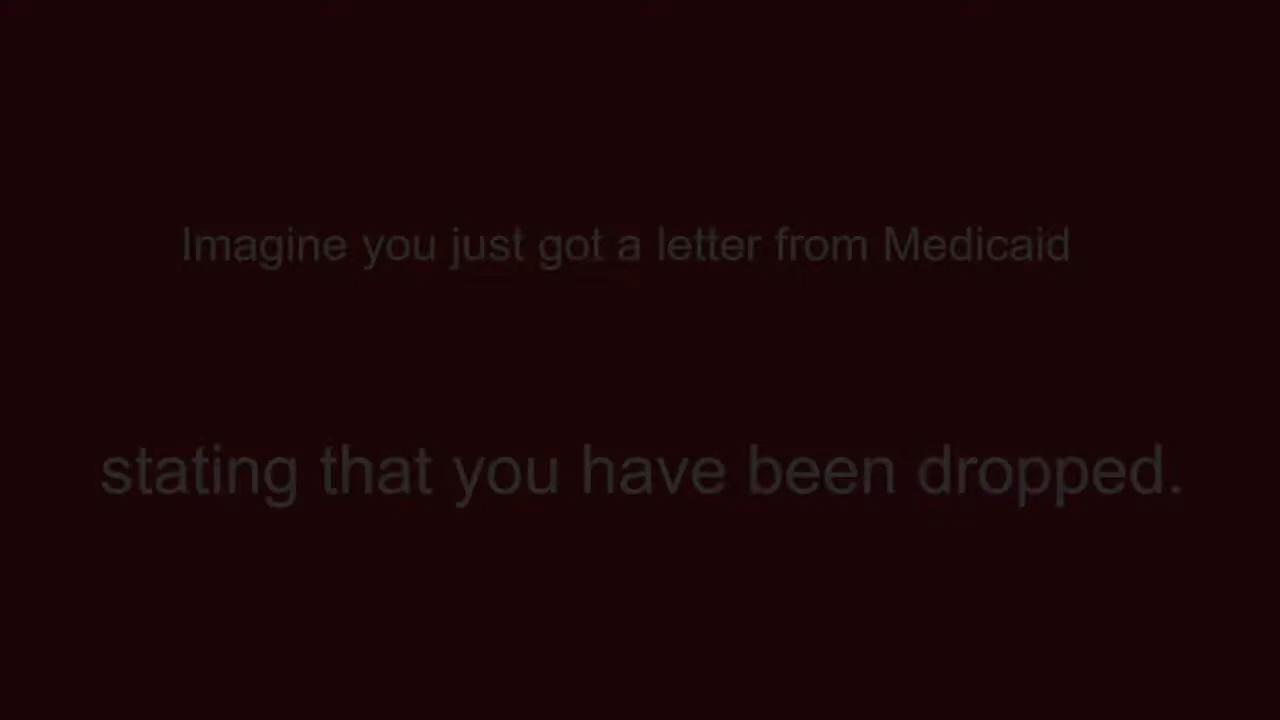 Imagine you just got a letter from Medicaid
stating that you have been dropped.